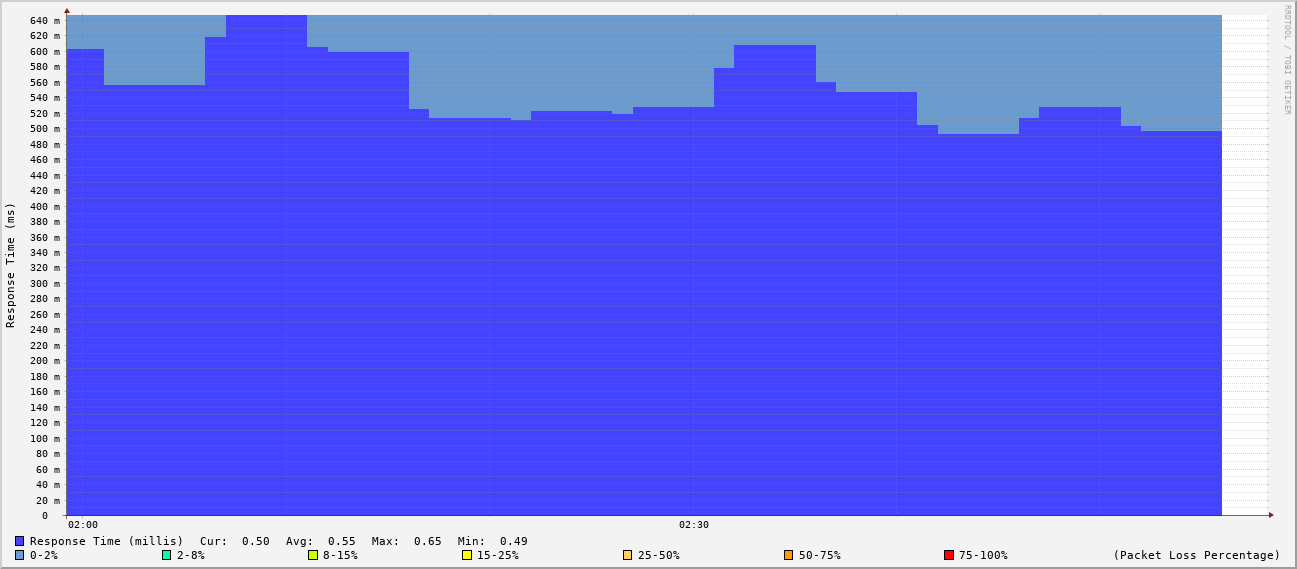 RRDTOOL / TOBI OETIKER
Response Time (ms)
640 m
620 m
600 m
580 m
560 m
540 m
520 m
500 m
480 m
460 m
440 m
420 m
400 m
380 m
360 m
340 m
320 m
300 m
280 m
260 m
240 m
220 m
200 m
180 m
160 m
140 m
120 m
100 m
80 m
60 m
40 m
20 m
0
02:00 02:30
Response Time (millis) Cur: 0.50 Avg: 0.55 Max: 0.65 Min: 0.49
0-2% 2-8% 8-15% 15-25% 25-50% 50-75% 75-100% (Packet Loss Percentage)